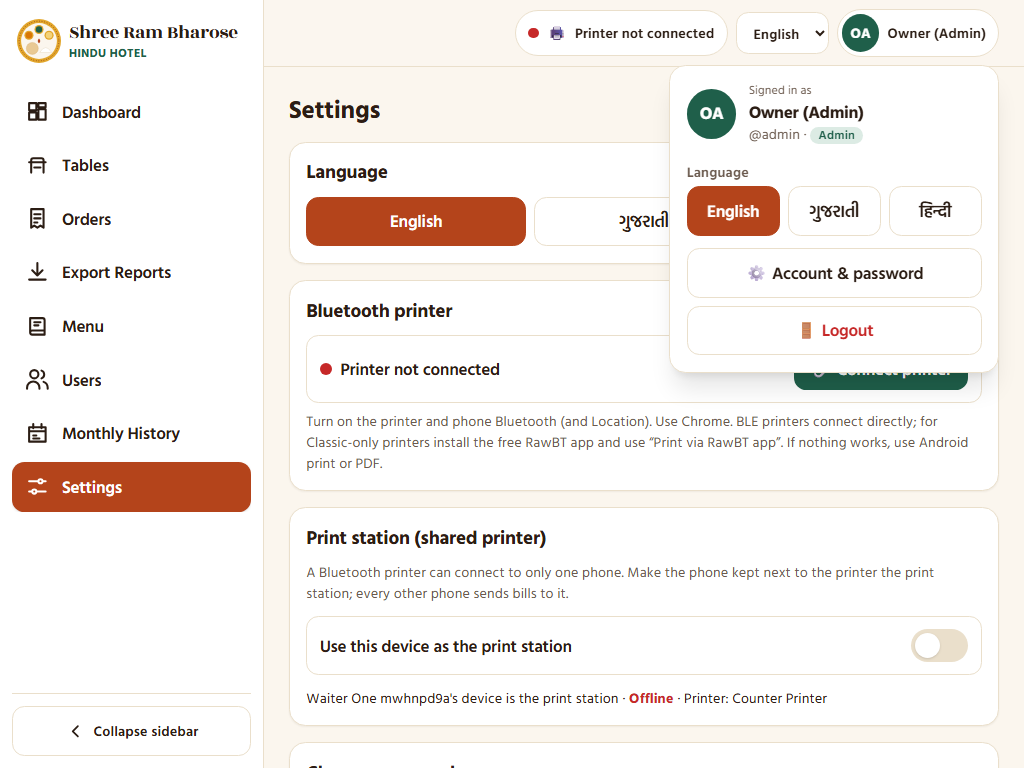 Shree Ram Bharose
HINDU HOTEL
Dashboard
Tables
Orders
Export Reports
Menu
Users
Monthly History
Settings
Collapse sidebar
Printer not connected
English
OA
Owner (Admin)
Signed in as
OA
Owner (Admin)
@admin · Admin
Language
English
ગુજરાતી
हिन्दी
Account & password
Logout
Settings
Language
English
ગુજરાતી
Bluetooth printer
Printer not connected
Turn on the printer and phone Bluetooth (and Location). Use Chrome. BLE printers connect directly; for
Classic-only printers install the free RawBT app and use “Print via RawBT app”. If nothing works, use Android
print or PDF.
Print station (shared printer)
A Bluetooth printer can connect to only one phone. Make the phone kept next to the printer the print
station; every other phone sends bills to it.
Use this device as the print station
Waiter One mwhnpd9a's device is the print station · Offline · Printer: Counter Printer